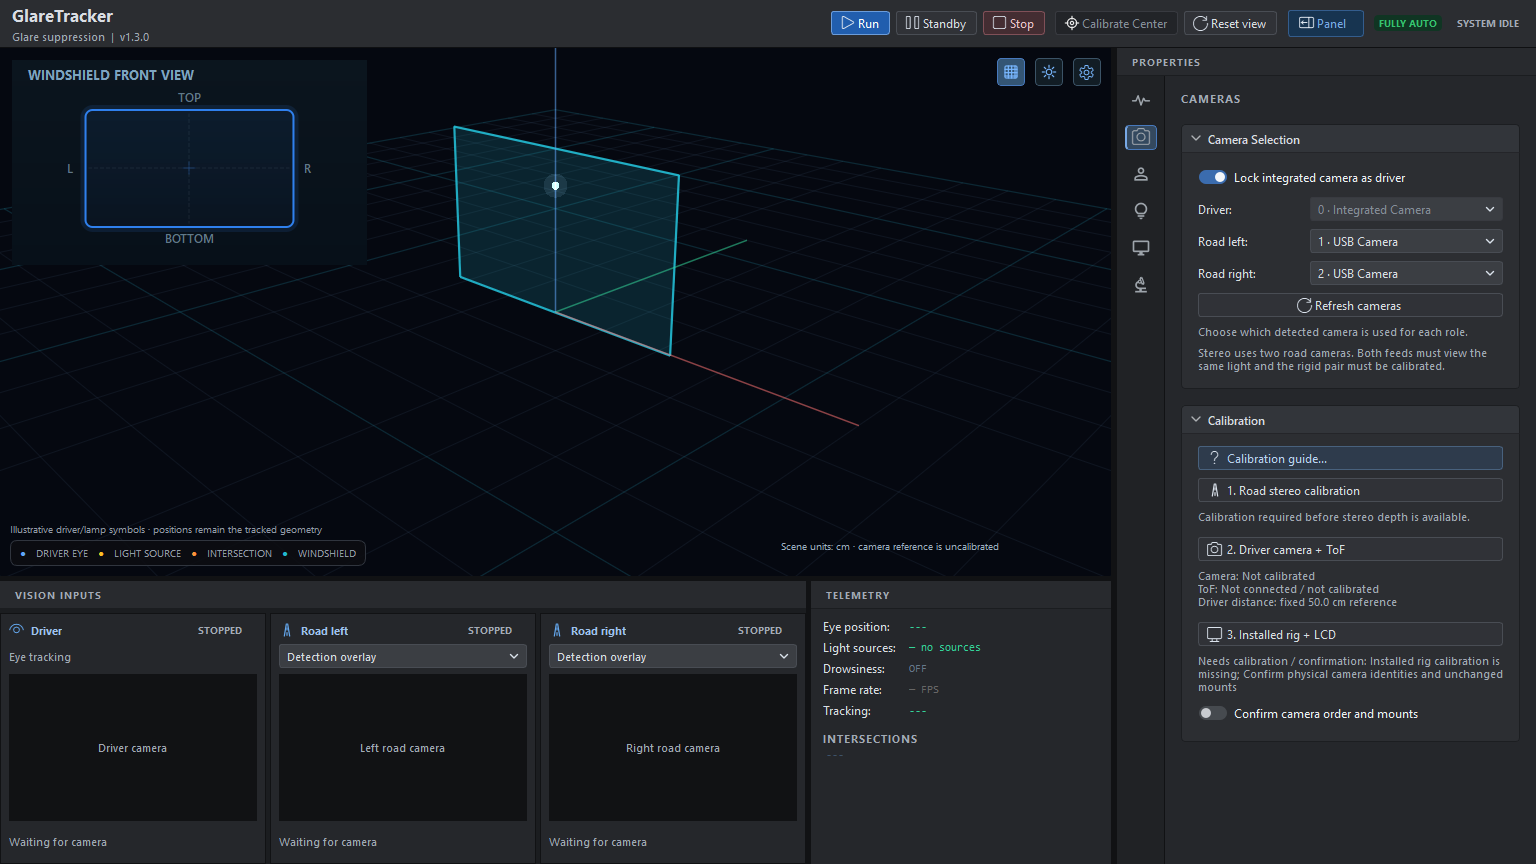 GlareTracker
Glare suppression | v1.3.0
Run
Standby
Stop
Calibrate Center
Reset view
Panel
FULLY AUTO
SYSTEM IDLE
WINDSHIELD FRONT VIEW
TOP
L
R
BOTTOM
Illustrative driver/lamp symbols · positions remain the tracked geometry
DRIVER EYE
LIGHT SOURCE
INTERSECTION
WINDSHIELD
Scene units: cm · camera reference is uncalibrated
VISION INPUTS
Driver
STOPPED
Eye tracking
Driver camera
Waiting for camera
Road left
STOPPED
Detection overlay
Left road camera
Waiting for camera
Road right
STOPPED
Detection overlay
Right road camera
Waiting for camera
TELEMETRY
Eye position: ---
Light sources: — no sources
Drowsiness: OFF
Frame rate: — FPS
Tracking: ---
INTERSECTIONS
---
PROPERTIES
CAMERAS
Camera Selection
Lock integrated camera as driver
Driver: 0 · Integrated Camera
Road left: 1 · USB Camera
Road right: 2 · USB Camera
Refresh cameras
Choose which detected camera is used for each role.
Stereo uses two road cameras. Both feeds must view the
same light and the rigid pair must be calibrated.
Calibration
? Calibration guide...
1. Road stereo calibration
Calibration required before stereo depth is available.
2. Driver camera + ToF
Camera: Not calibrated
ToF: Not connected / not calibrated
Driver distance: fixed 50.0 cm reference
3. Installed rig + LCD
Needs calibration / confirmation: Installed rig calibration is
missing; Confirm physical camera identities and unchanged
mounts
Confirm camera order and mounts